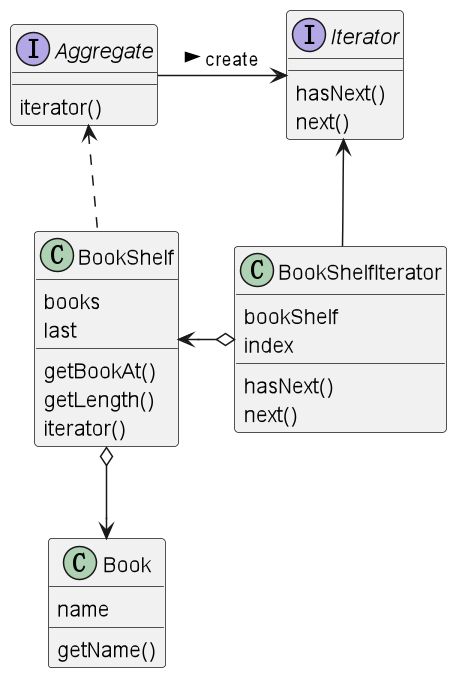 I Aggregate
iterator()
create
I Iterator
hasNext()
next()
C BookShelf
books
last
getBookAt()
getLength()
iterator()
C BookShelfIterator
bookShelf
index
hasNext()
next()
C Book
name
getName()